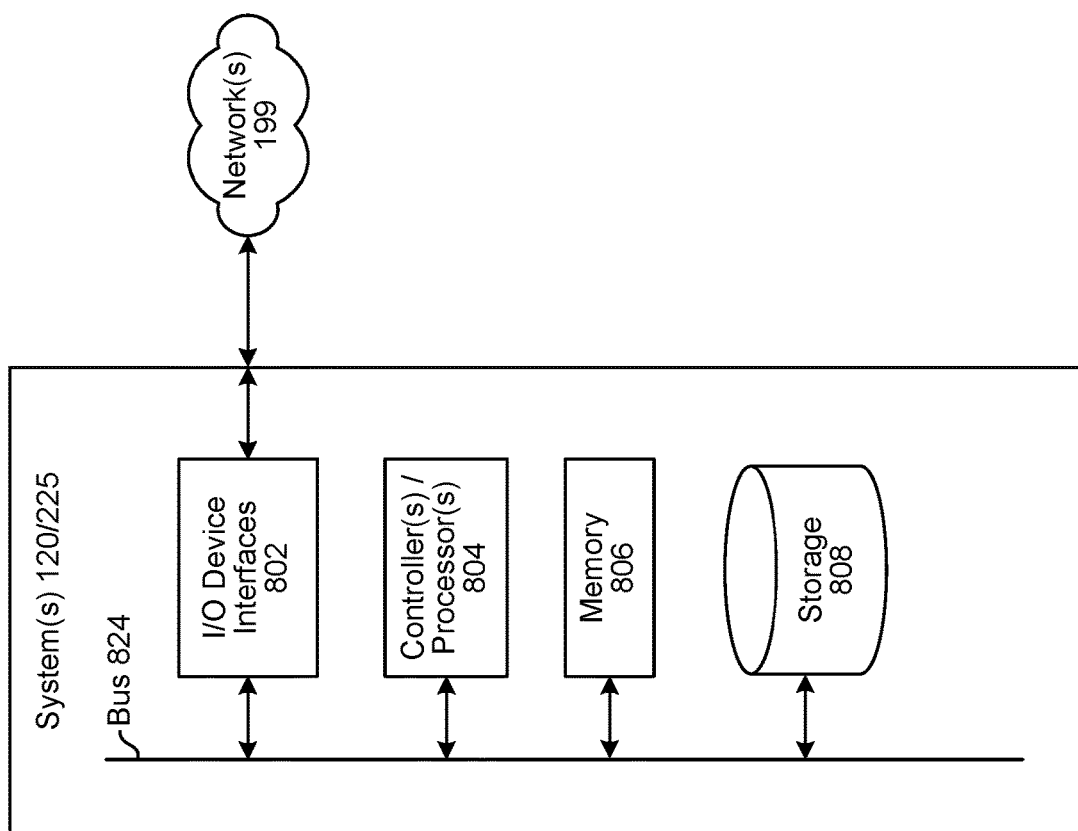 System(s) 120/225
Bus 824
I/O Device
Interfaces
802
Controller(s) /
Processor(s)
804
Memory
806
Storage
808
Network(s)
199